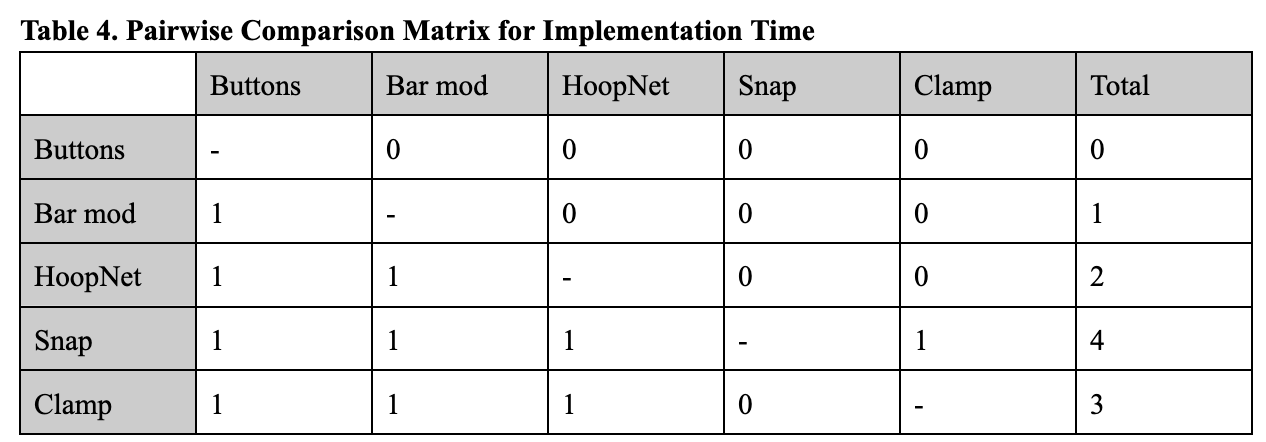 Table 4. Pairwise Comparison Matrix for Implementation Time
Buttons Bar mod HoopNet Snap Clamp Total
Buttons - 0 0 0 0 0
Bar mod 1 - 0 0 0 1
HoopNet 1 1 - 0 0 2
Snap 1 1 1 - 1 4
Clamp 1 1 1 0 - 3